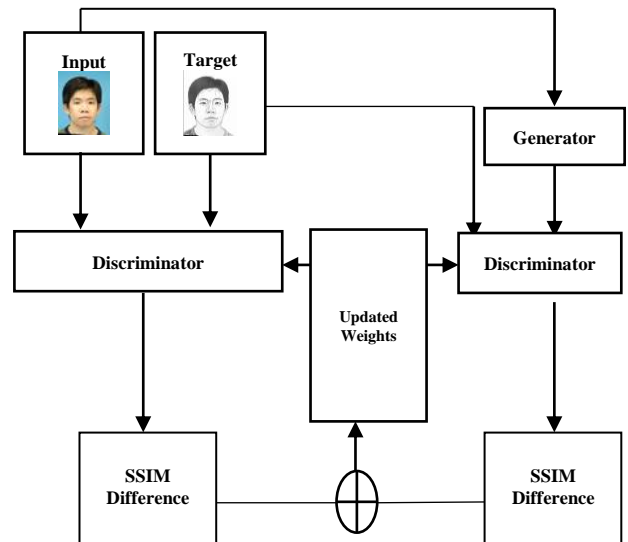 Input
Target
Generator
Discriminator
Discriminator
Updated
Weights
SSIM
Difference
SSIM
Difference